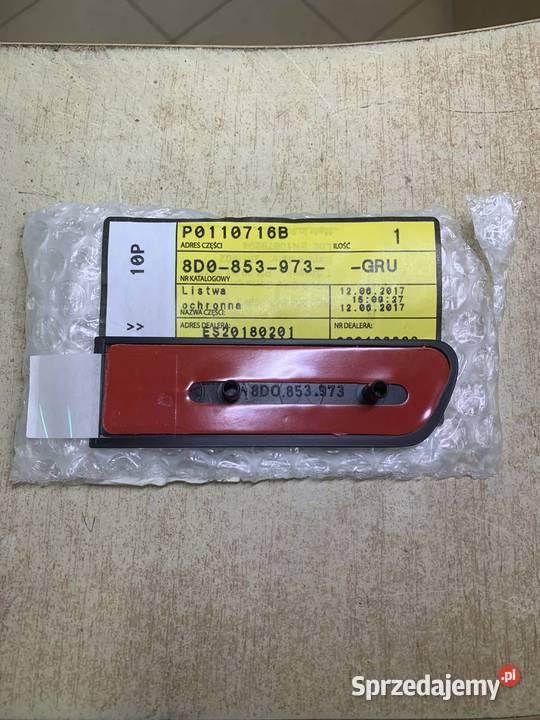 10P
>>
P0110716B
ADRES CZĘŚCI
ILOŚĆ
1
8D0-853-973- -GRU
NR KATALOGOWY
Listwa
ochronna
NAZWA CZĘŚCI
12.06.2017
15:09:27
12.06.2017
ADRES DEALERA:
NR DEALERA:
ES20180201
8D0.853.973
Sprzedajemy.pl